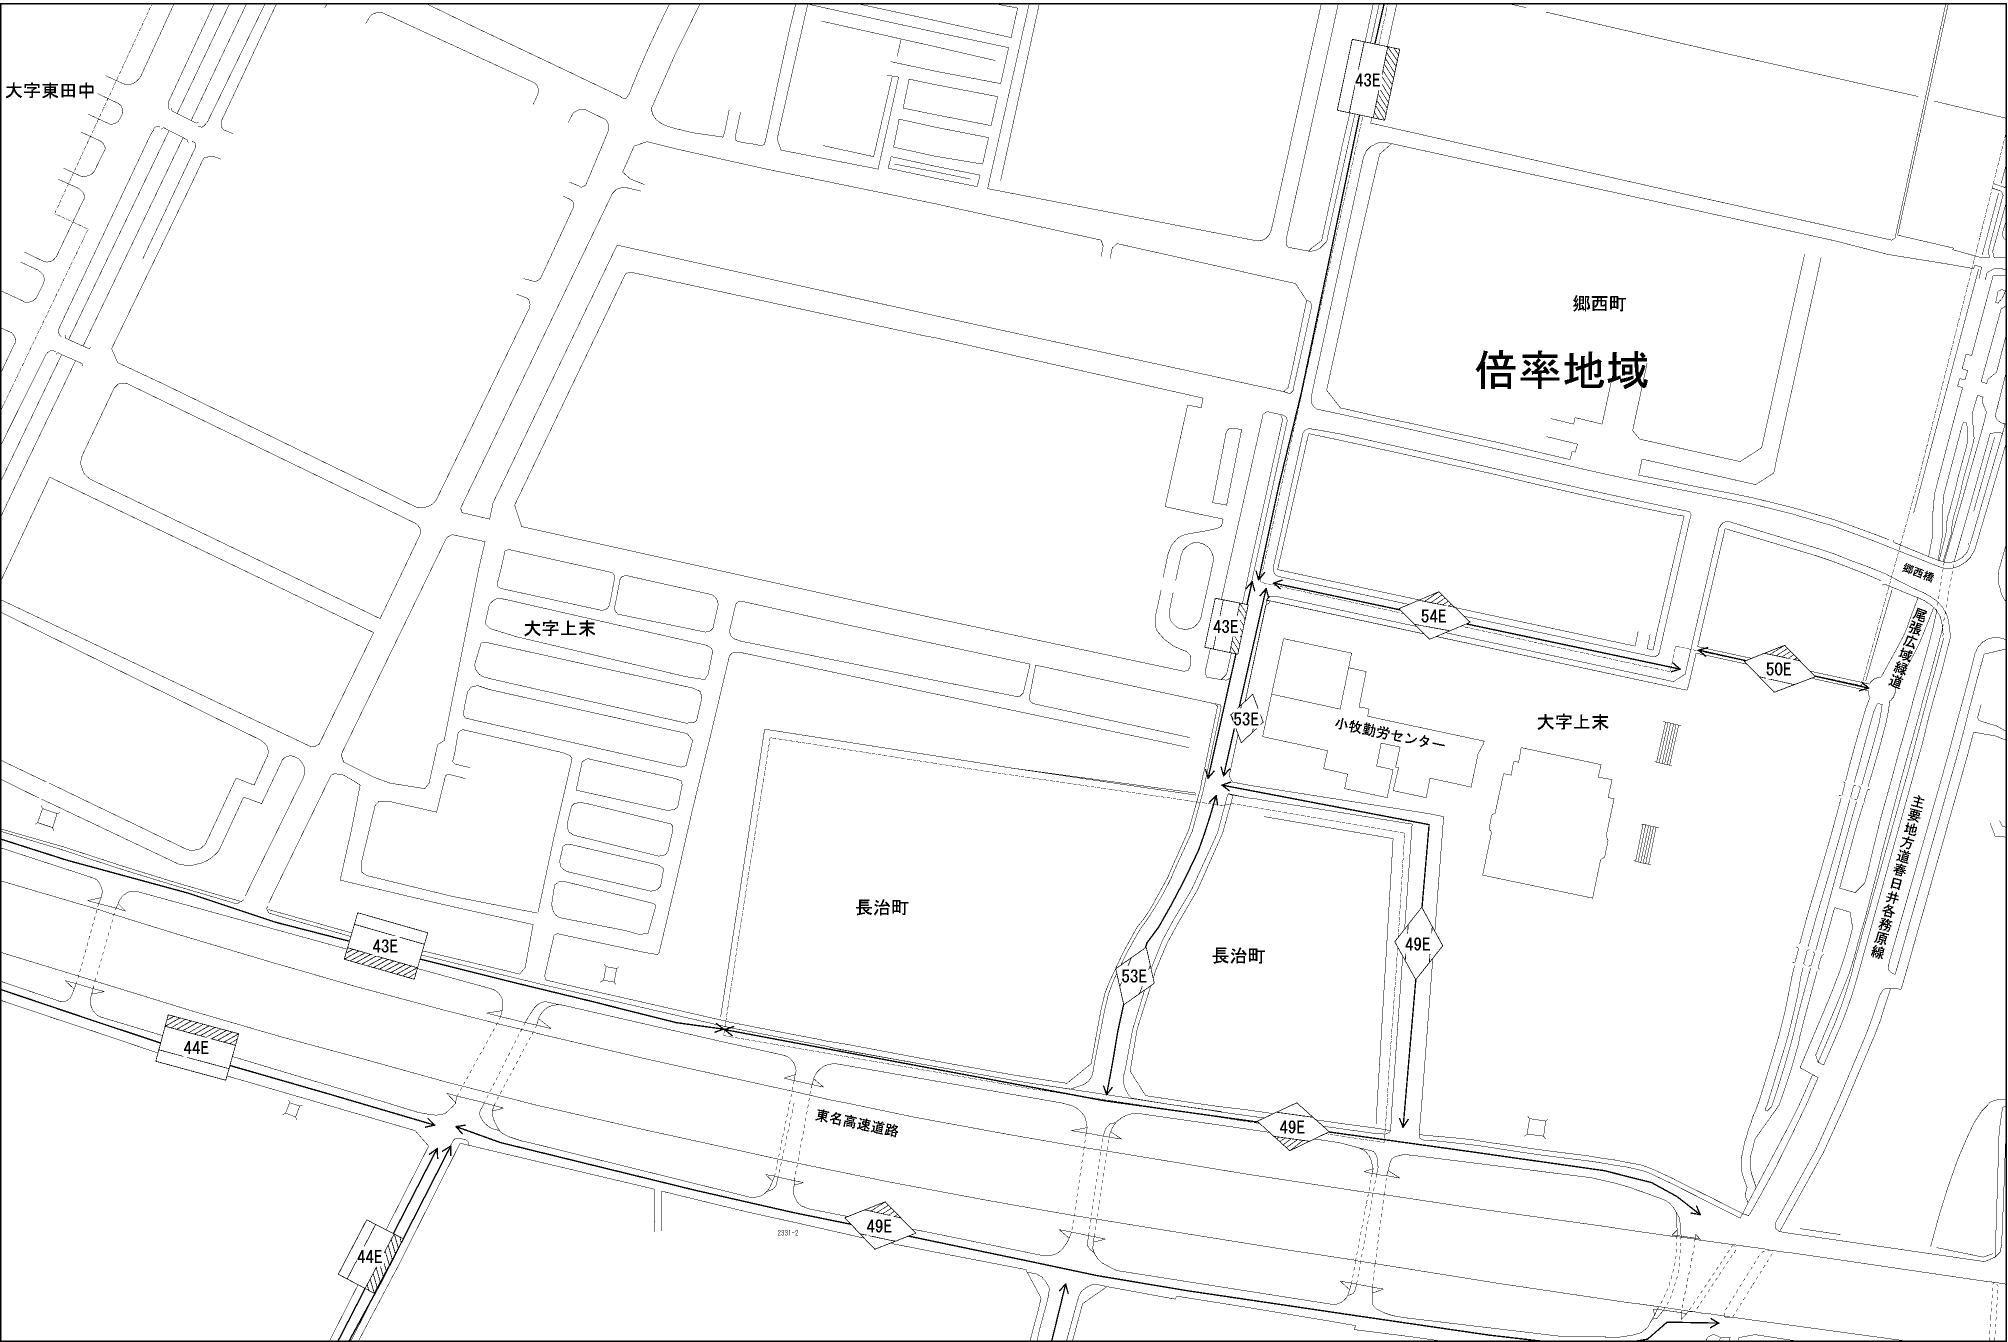 43E
大字東田中
郷西町
倍率地域
郷西橋
54E
43E
大字上末
尾張広域緑道
50E
53E
小牧勤労センター
大字上末
主要地方道春日井各務原線
長治町
49E
43E
長治町
53E
44E
東名高速道路
49E
49E
2331-2
44E